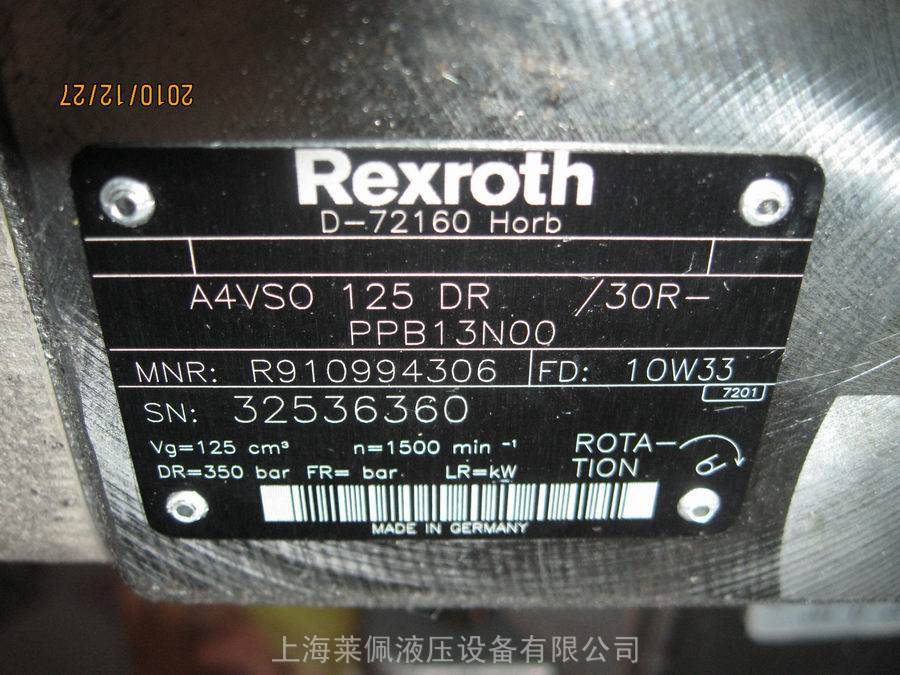 2010/12/27
Rexroth
D-72160 Horb
A4VSO 125 DR /30R-
PPB13N00
MNR: R910994306 FD: 10W33
7201
SN: 32536360
Vg=125 cm³ n=1500 min⁻¹
DR=350 bar FR= bar LR=kW
ROTA-
TION
MADE IN GERMANY
上海莱佩液压设备有限公司